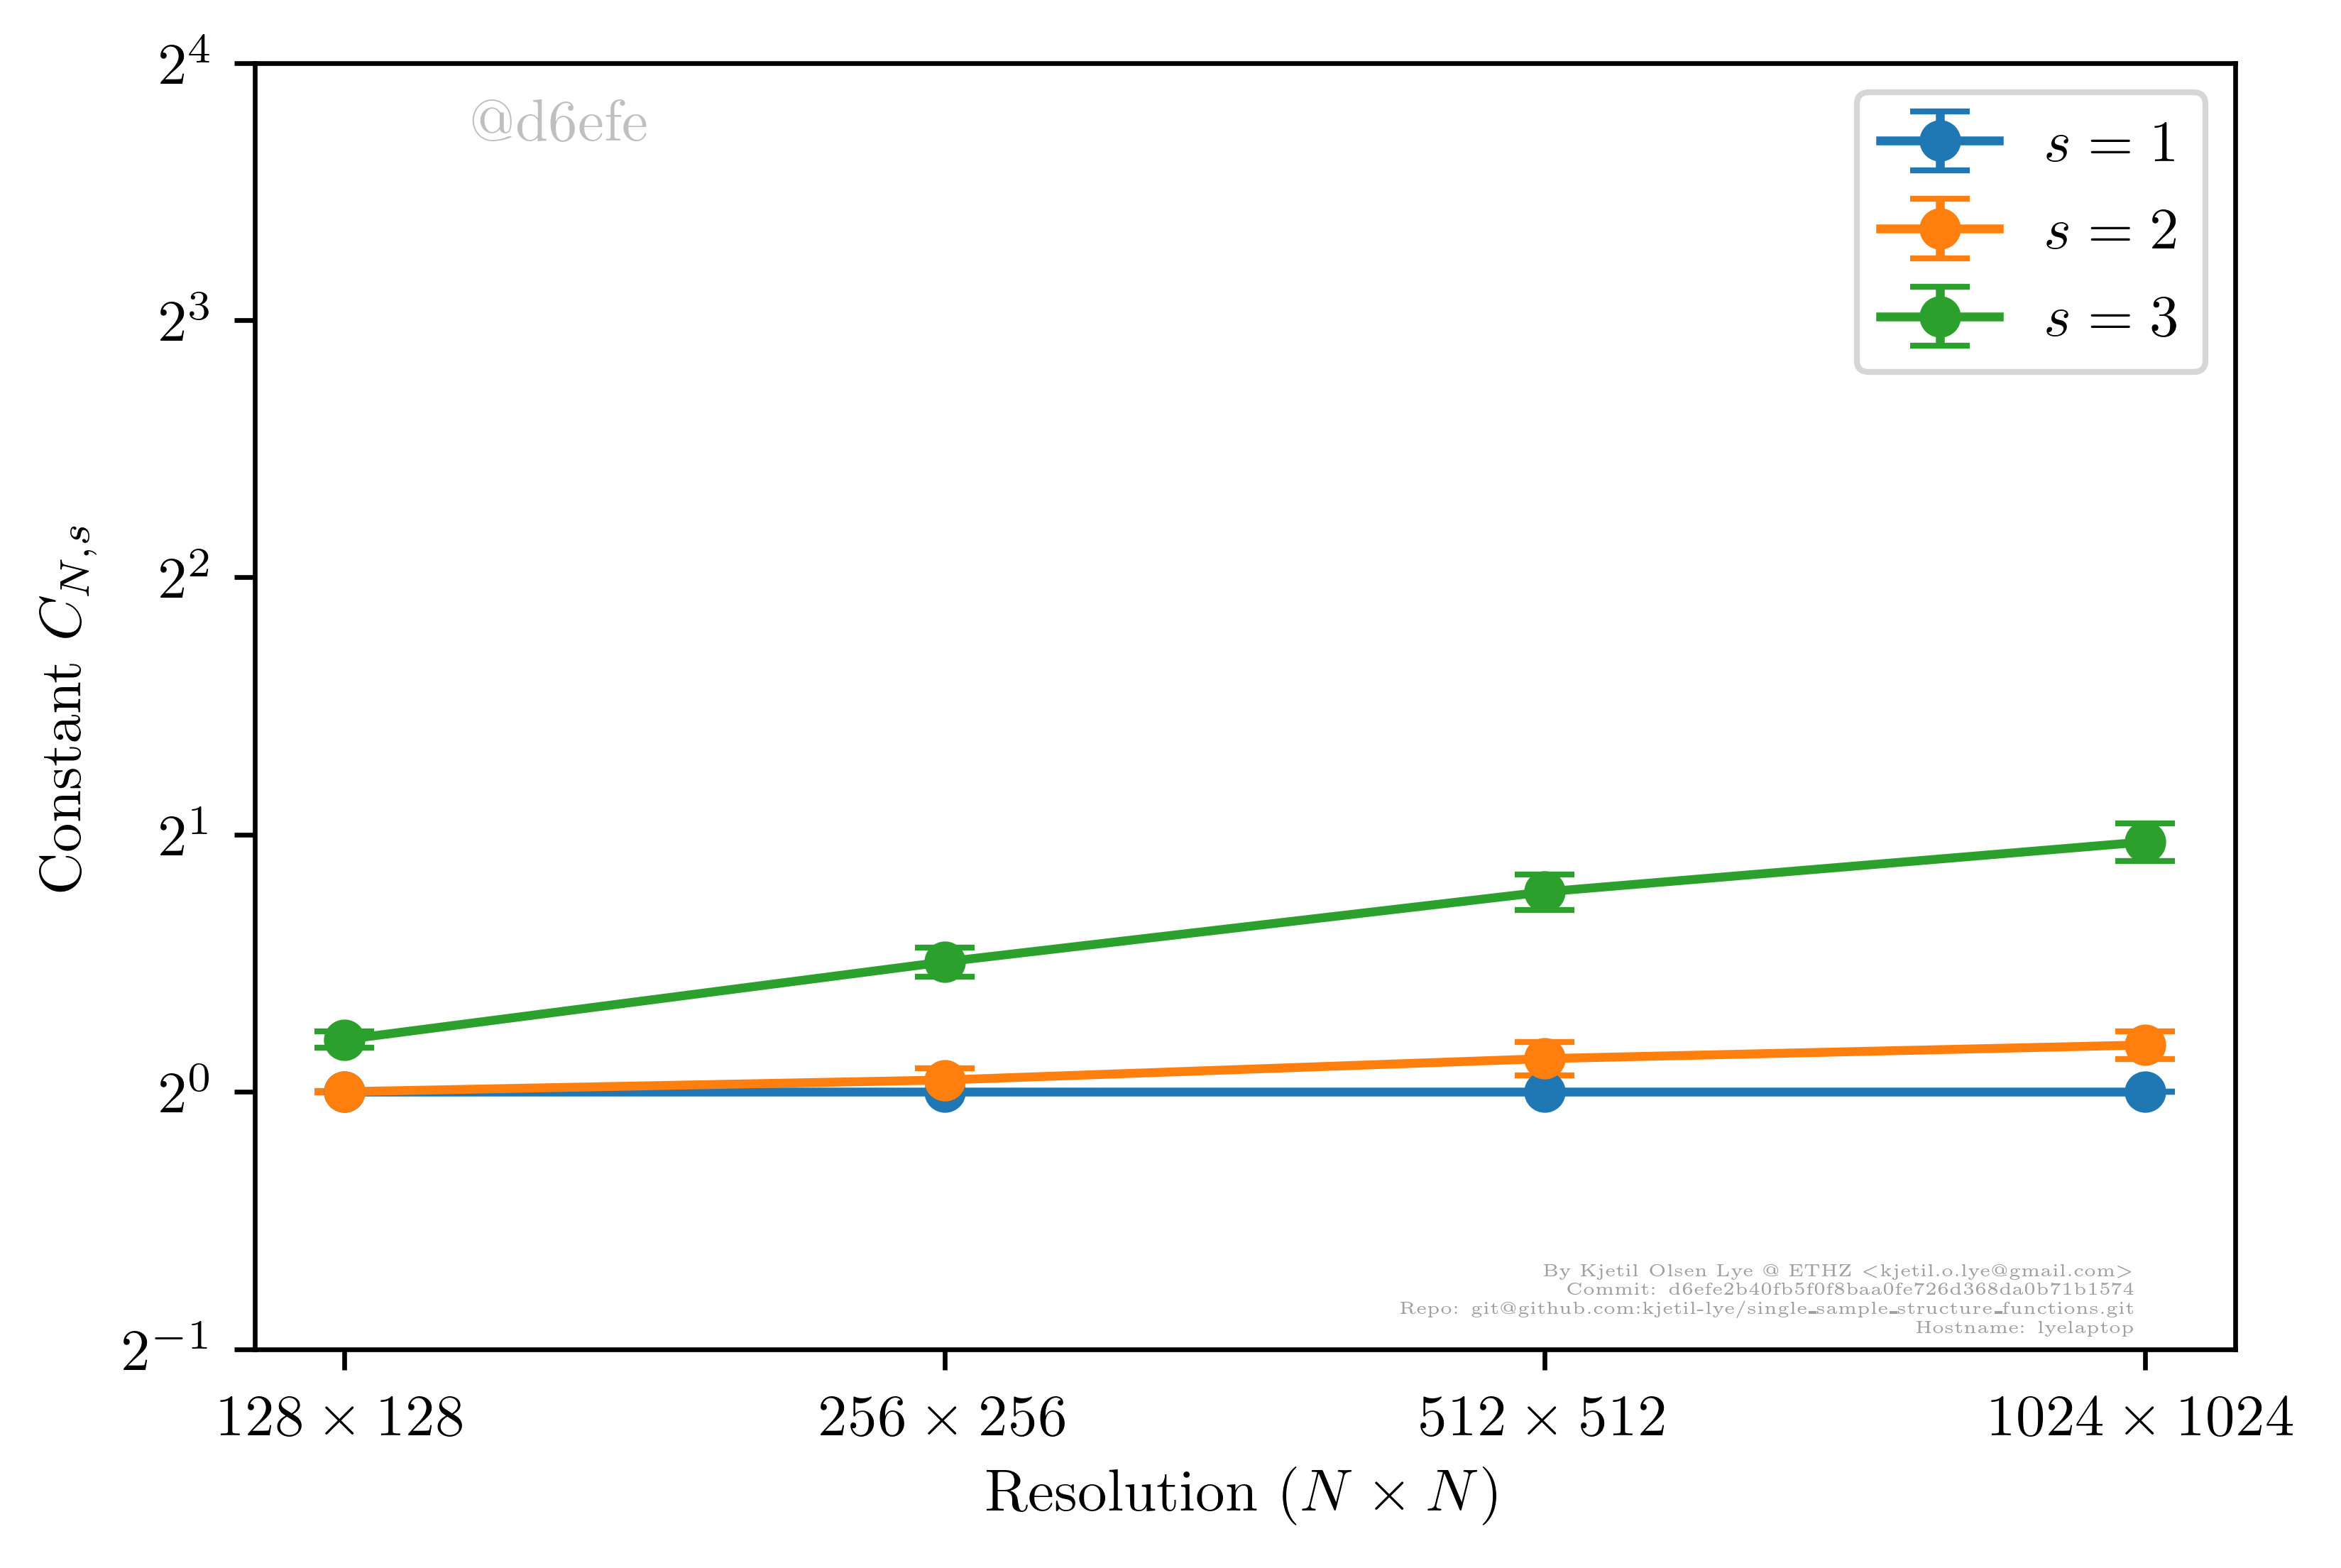 @d6efe
s = 1
s = 2
s = 3
2^4
2^3
2^2
2^1
2^0
2^{-1}
Constant C_{N,s}
By Kjetil Olsen Lye @ ETHZ <kjetil.o.lye@gmail.com>
Commit: d6efe2b40fb5f0f8baa0fe726d368da0b71b1574
Repo: git@github.com:kjetil-lye/single_sample_structure_functions.git
Hostname: lyelaptop
128 × 128
256 × 256
512 × 512
1024 × 1024
Resolution (N × N)